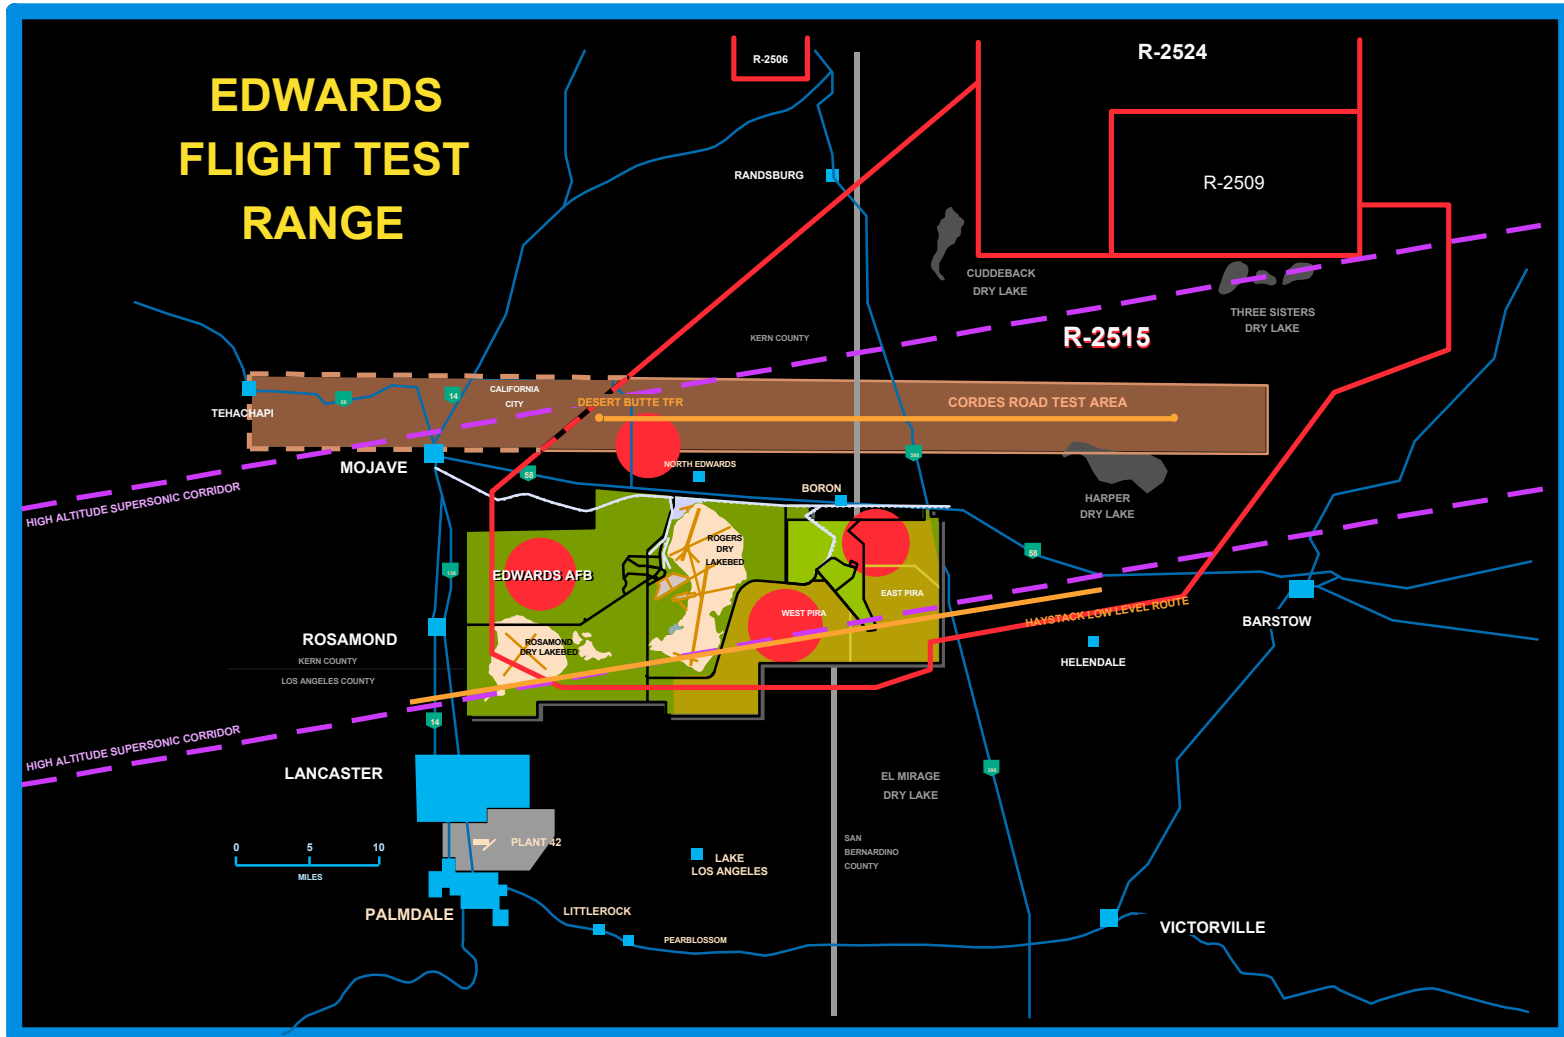 EDWARDS
FLIGHT TEST
RANGE
R-2506
R-2524
R-2509
RANDSBURG
CUDDEBACK
DRY LAKE
THREE SISTERS
DRY LAKE
KERN COUNTY
R-2515
TEHACHAPI
58
14
CALIFORNIA
CITY
DESERT BUTTE TFR
CORDES ROAD TEST AREA
MOJAVE
58
NORTH EDWARDS
BORON
HARPER
DRY LAKE
HIGH ALTITUDE SUPERSONIC CORRIDOR
ROGERS
DRY
LAKEBED
58
EDWARDS AFB
EAST PIRA
WEST PIRA
HAYSTACK LOW LEVEL ROUTE
BARSTOW
ROSAMOND
ROSAMOND
DRY LAKEBED
KERN COUNTY
LOS ANGELES COUNTY
HELENDALE
14
HIGH ALTITUDE SUPERSONIC CORRIDOR
LANCASTER
EL MIRAGE
DRY LAKE
395
PLANT 42
SAN
BERNARDINO
COUNTY
0 5 10
MILES
LAKE
LOS ANGELES
PALMDALE
LITTLEROCK
PEARBLOSSOM
VICTORVILLE